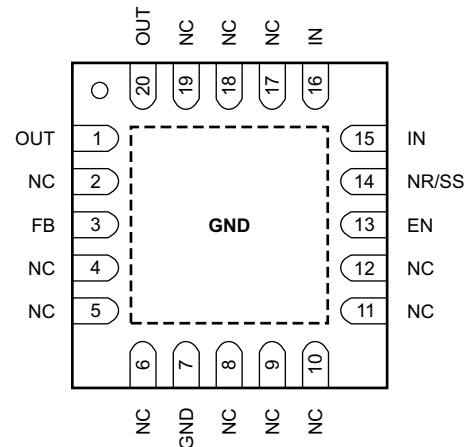 OUT NC NC NC IN
20 19 18 17 16
OUT 1 15 IN
NC 2 14 NR/SS
FB 3 GND 13 EN
NC 4 12 NC
NC 5 11 NC
6 7 8 9 10
NC GND NC NC NC